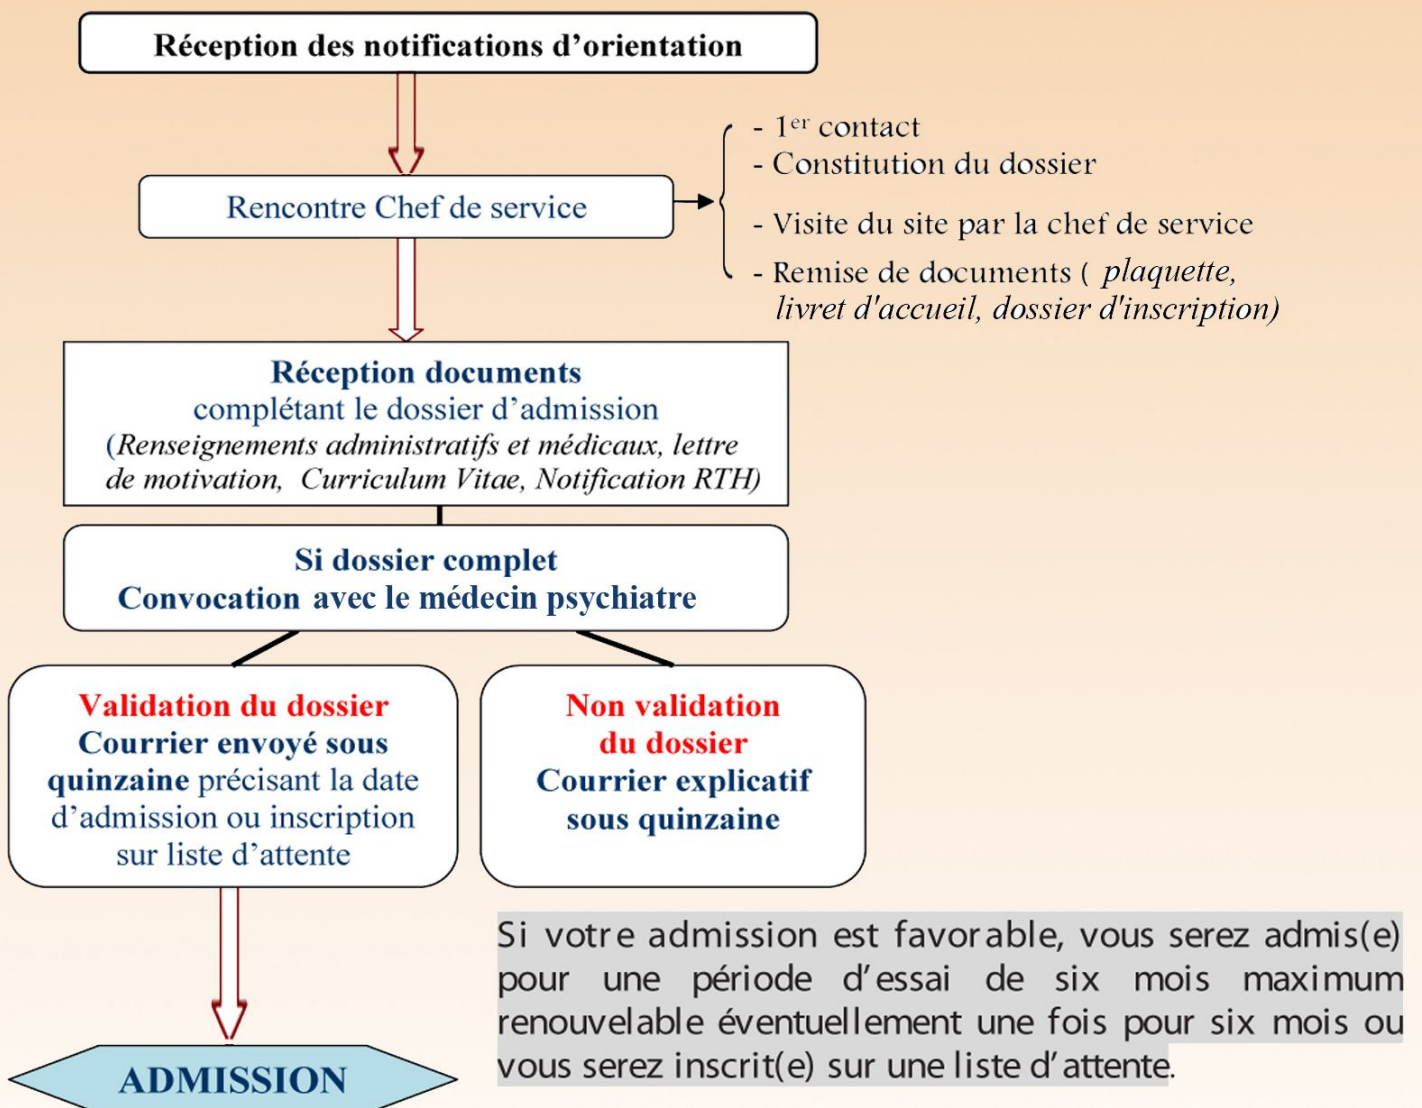 Réception des notifications d’orientation
- 1er contact
- Constitution du dossier
Rencontre Chef de service
- Visite du site par la chef de service
- Remise de documents ( plaquette,
livret d'accueil, dossier d'inscription)
Réception documents
complétant le dossier d’admission
(Renseignements administratifs et médicaux, lettre
de motivation, Curriculum Vitae, Notification RTH)
Si dossier complet
Convocation avec le médecin psychiatre
Validation du dossier
Courrier envoyé sous
quinzaine précisant la date
d’admission ou inscription
sur liste d’attente
Non validation
du dossier
Courrier explicatif
sous quinzaine
Si votre admission est favorable, vous serez admis(e)
pour une période d’essai de six mois maximum
renouvelable éventuellement une fois pour six mois ou
vous serez inscrit(e) sur une liste d’attente.
ADMISSION